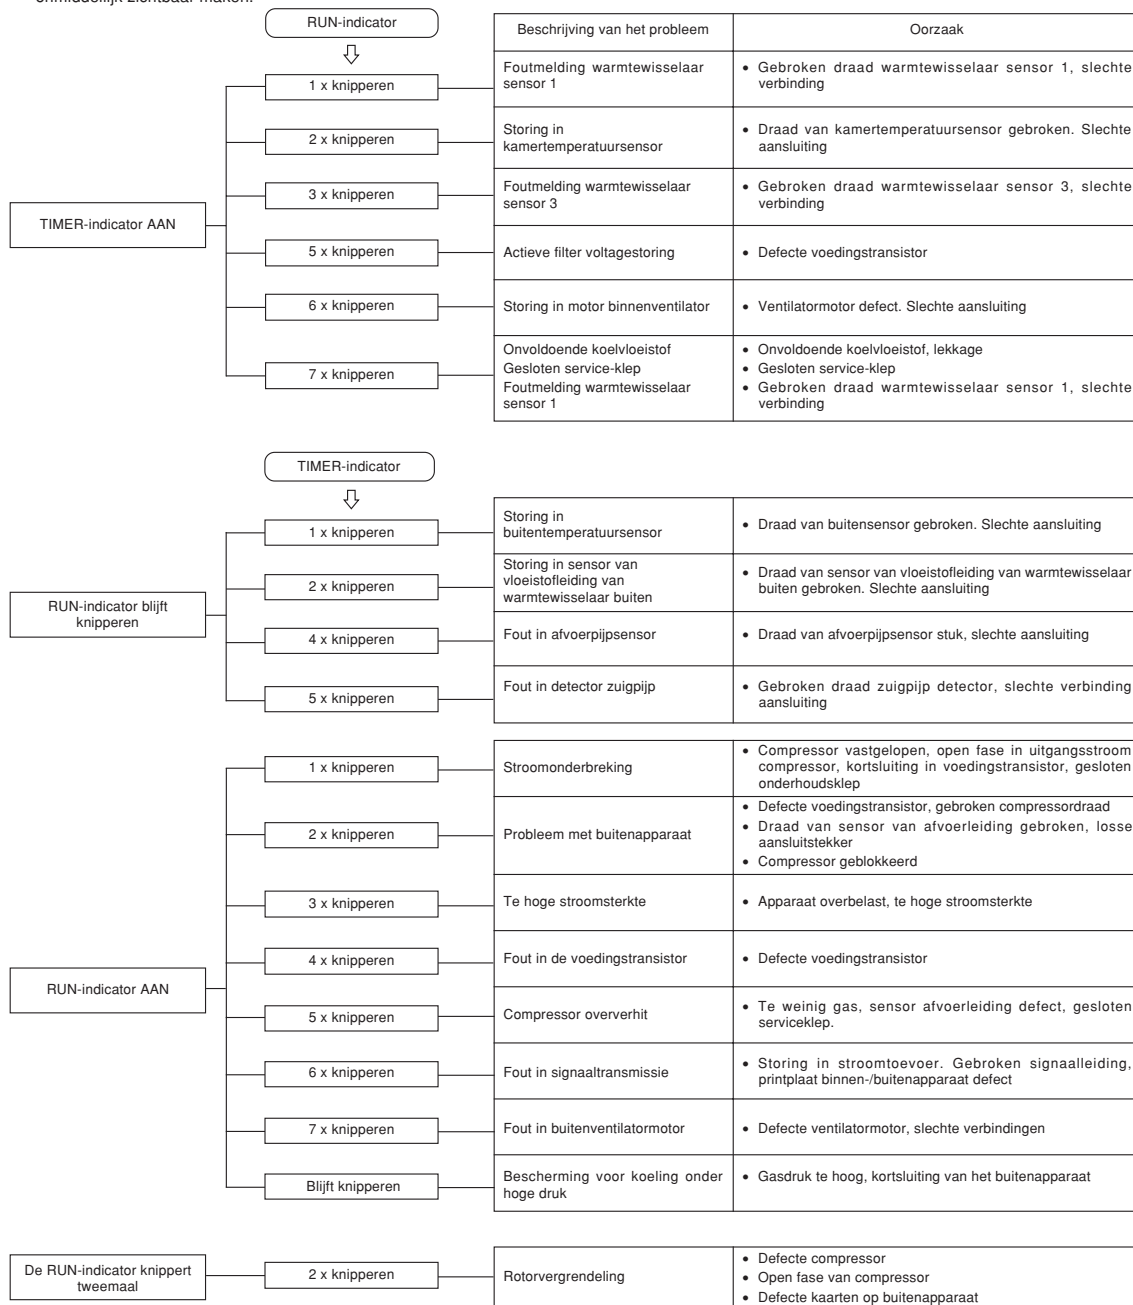 onmiddellijk zichtbaar maken.
RUN-indicator
Beschrijving van het probleem
Oorzaak
TIMER-indicator AAN
1 x knipperen
Foutmelding warmtewisselaar
sensor 1
• Gebroken draad warmtewisselaar sensor 1, slechte
verbinding
2 x knipperen
Storing in
kamertemperatuursensor
• Draad van kamertemperatuursensor gebroken. Slechte
aansluiting
3 x knipperen
Foutmelding warmtewisselaar
sensor 3
• Gebroken draad warmtewisselaar sensor 3, slechte
verbinding
5 x knipperen
Actieve filter voltagestoring
• Defecte voedingstransistor
6 x knipperen
Storing in motor binnenventilator
• Ventilatormotor defect. Slechte aansluiting
7 x knipperen
Onvoldoende koelvloeistof
Gesloten service-klep
Foutmelding warmtewisselaar
sensor 1
• Onvoldoende koelvloeistof, lekkage
• Gesloten service-klep
• Gebroken draad warmtewisselaar sensor 1, slechte
verbinding
TIMER-indicator
RUN-indicator blijft
knipperen
1 x knipperen
Storing in
buitentemperatuursensor
• Draad van buitensensor gebroken. Slechte aansluiting
2 x knipperen
Storing in sensor van
vloeistofleiding van
warmtewisselaar buiten
• Draad van sensor van vloeistofleiding van warmtewisselaar
buiten gebroken. Slechte aansluiting
4 x knipperen
Fout in afvoerpijpsensor
• Draad van afvoerpijpsensor stuk, slechte aansluiting
5 x knipperen
Fout in detector zuigpijp
• Gebroken draad zuigpijp detector, slechte verbinding
aansluiting
RUN-indicator AAN
1 x knipperen
Stroomonderbreking
• Compressor vastgelopen, open fase in uitgangsstroom
compressor, kortsluiting in voedingstransistor, gesloten
onderhoudsklep
2 x knipperen
Probleem met buitenapparaat
• Defecte voedingstransistor, gebroken compressordraad
• Draad van sensor van afvoerleiding gebroken, losse
aansluitstekker
• Compressor geblokkeerd
3 x knipperen
Te hoge stroomsterkte
• Apparaat overbelast, te hoge stroomsterkte
4 x knipperen
Fout in de voedingstransistor
• Defecte voedingstransistor
5 x knipperen
Compressor oververhit
• Te weinig gas, sensor afvoerleiding defect, gesloten
serviceklep.
6 x knipperen
Fout in signaaltransmissie
• Storing in stroomtoevoer. Gebroken signaalleiding,
printplaat binnen-/buitenapparaat defect
7 x knipperen
Fout in buitenventilatormotor
• Defecte ventilatormotor, slechte verbindingen
Blijft knipperen
Bescherming voor koeling onder
hoge druk
• Gasdruk te hoog, kortsluiting van het buitenapparaat
De RUN-indicator knippert
tweemaal
2 x knipperen
Rotorvergrendeling
• Defecte compressor
• Open fase van compressor
• Defecte kaarten op buitenapparaat